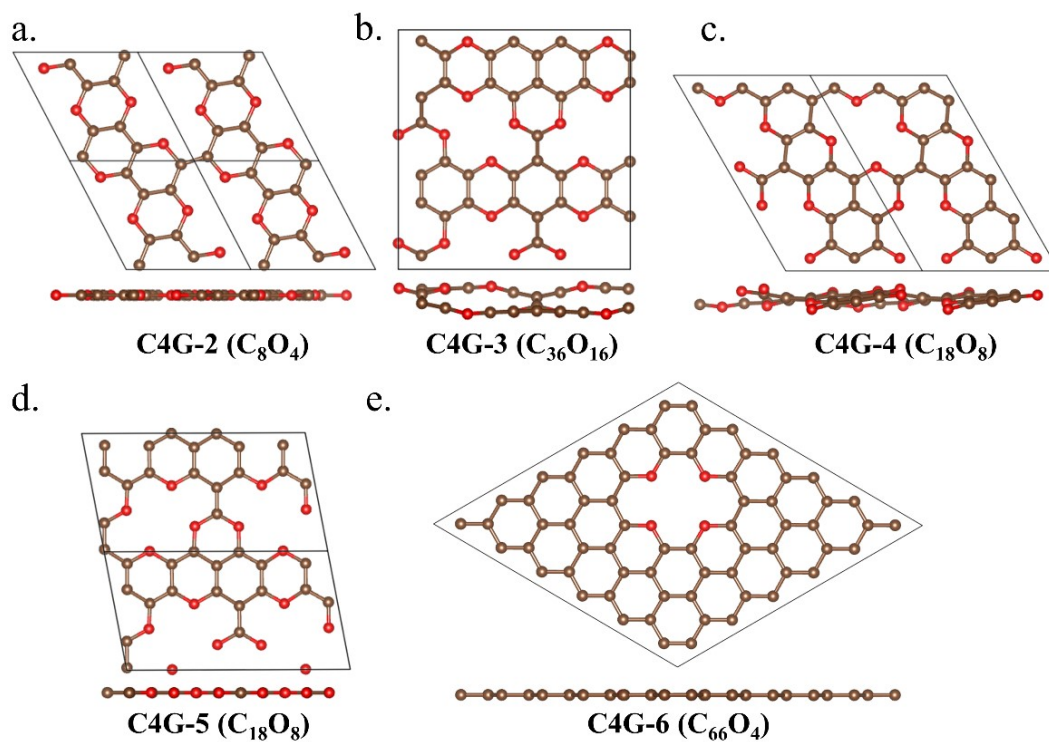 a.
b.
c.
C4G-2 (C₈O₄)
C4G-3 (C₃₆O₁₆)
C4G-4 (C₁₈O₈)
d.
e.
C4G-5 (C₁₈O₈)
C4G-6 (C₆₆O₄)